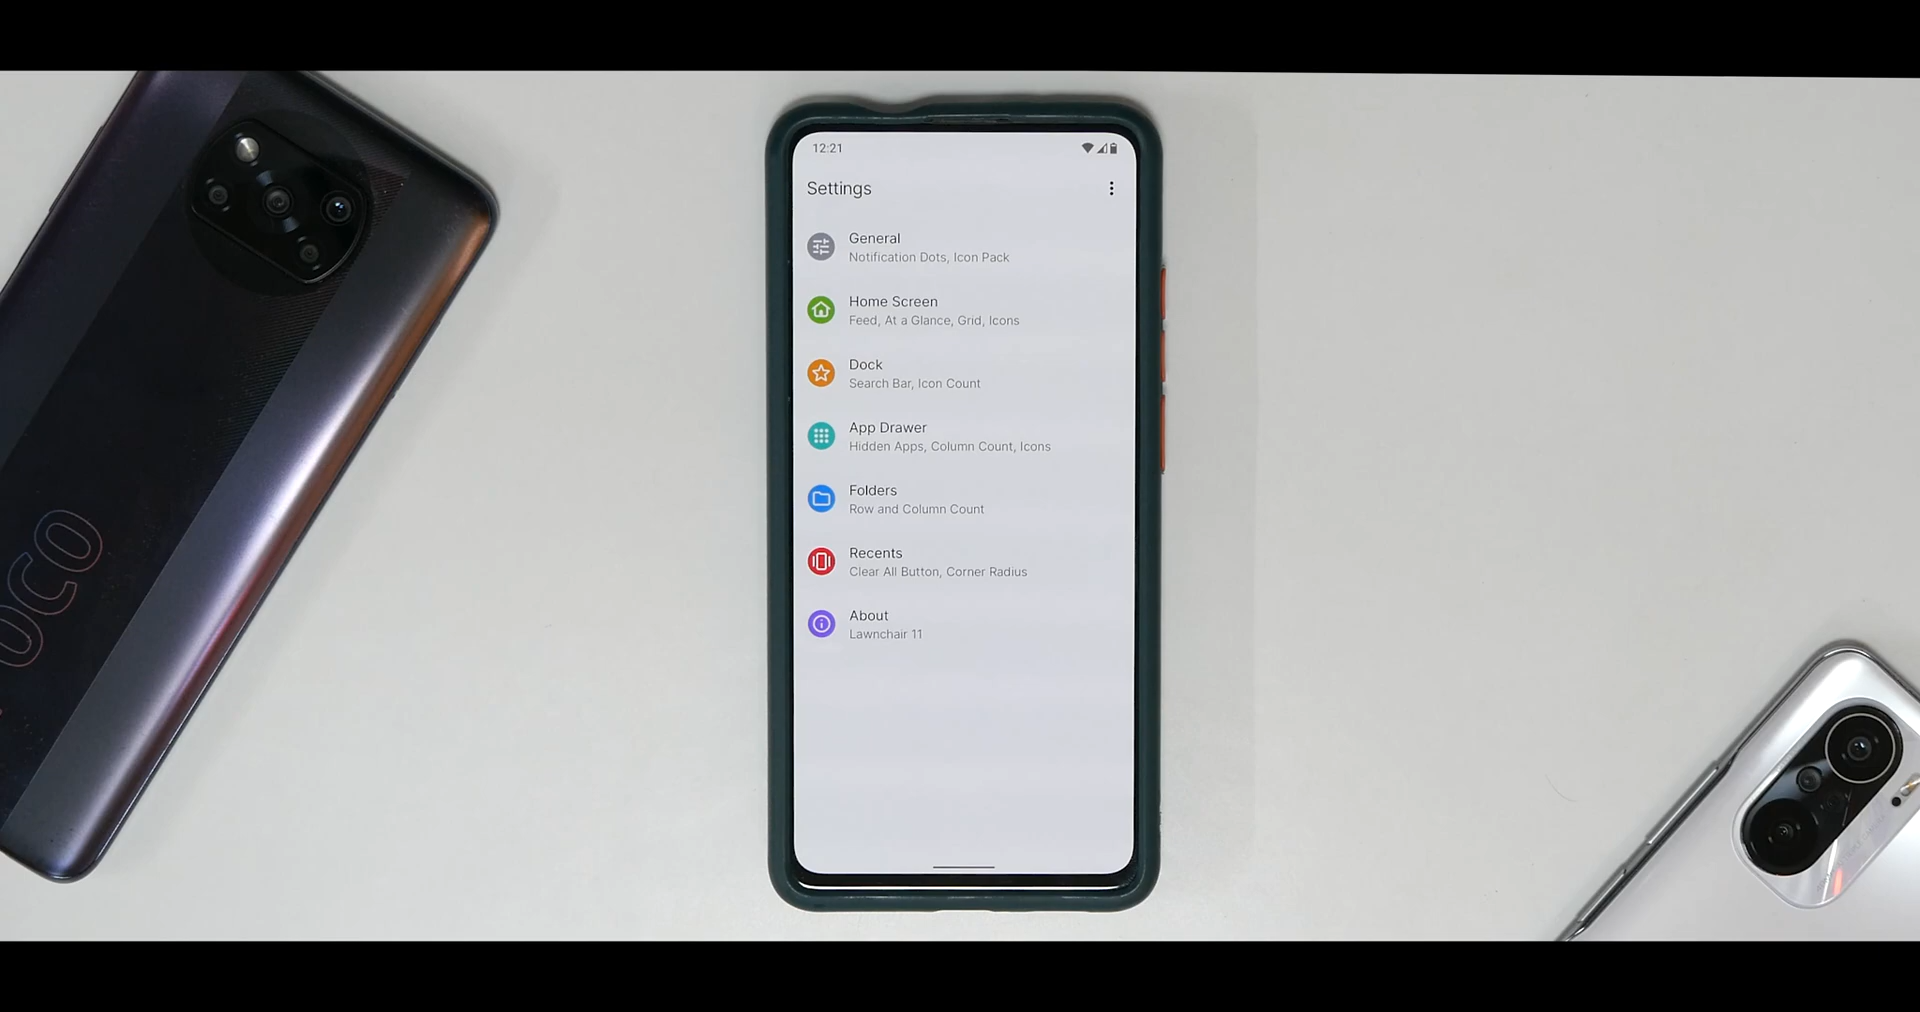 12:21
Settings
General
Notification Dots, Icon Pack
Home Screen
Feed, At a Glance, Grid, Icons
Dock
Search Bar, Icon Count
App Drawer
Hidden Apps, Column Count, Icons
Folders
Row and Column Count
Recents
Clear All Button, Corner Radius
About
Lawnchair 11
OCO